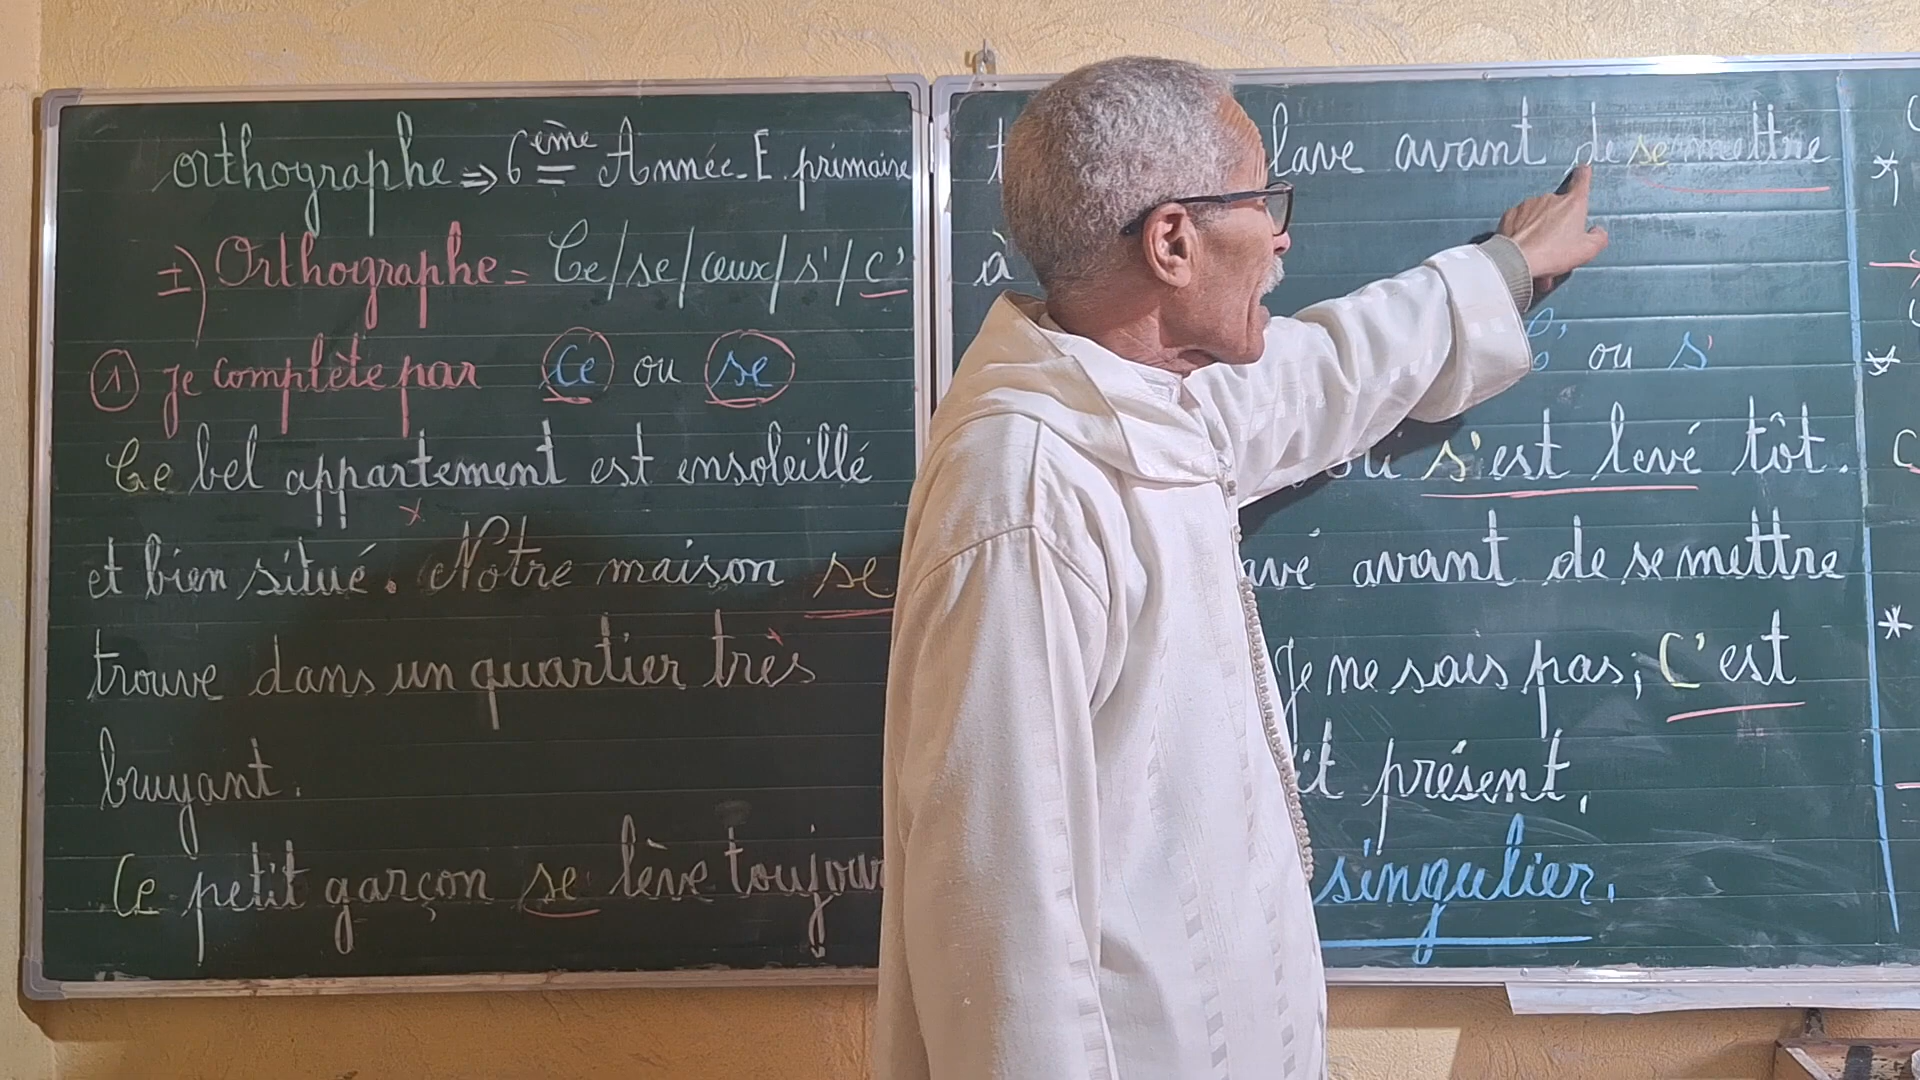 orthographe ⇒ 6ème Année. E. primaire
I) Orthographe = Ce/se/ceux/s'/c'
① je complète par ce ou se
Ce bel appartement est ensoleillé
et bien situé. Notre maison se
trouve dans un quartier très
bruyant.
Ce petit garçon se lève toujour
lave avant de se mettre
à
C' ou s'
s'est levé tôt.
avant de se mettre
Je ne sais pas; C'est
présent,
singulier.